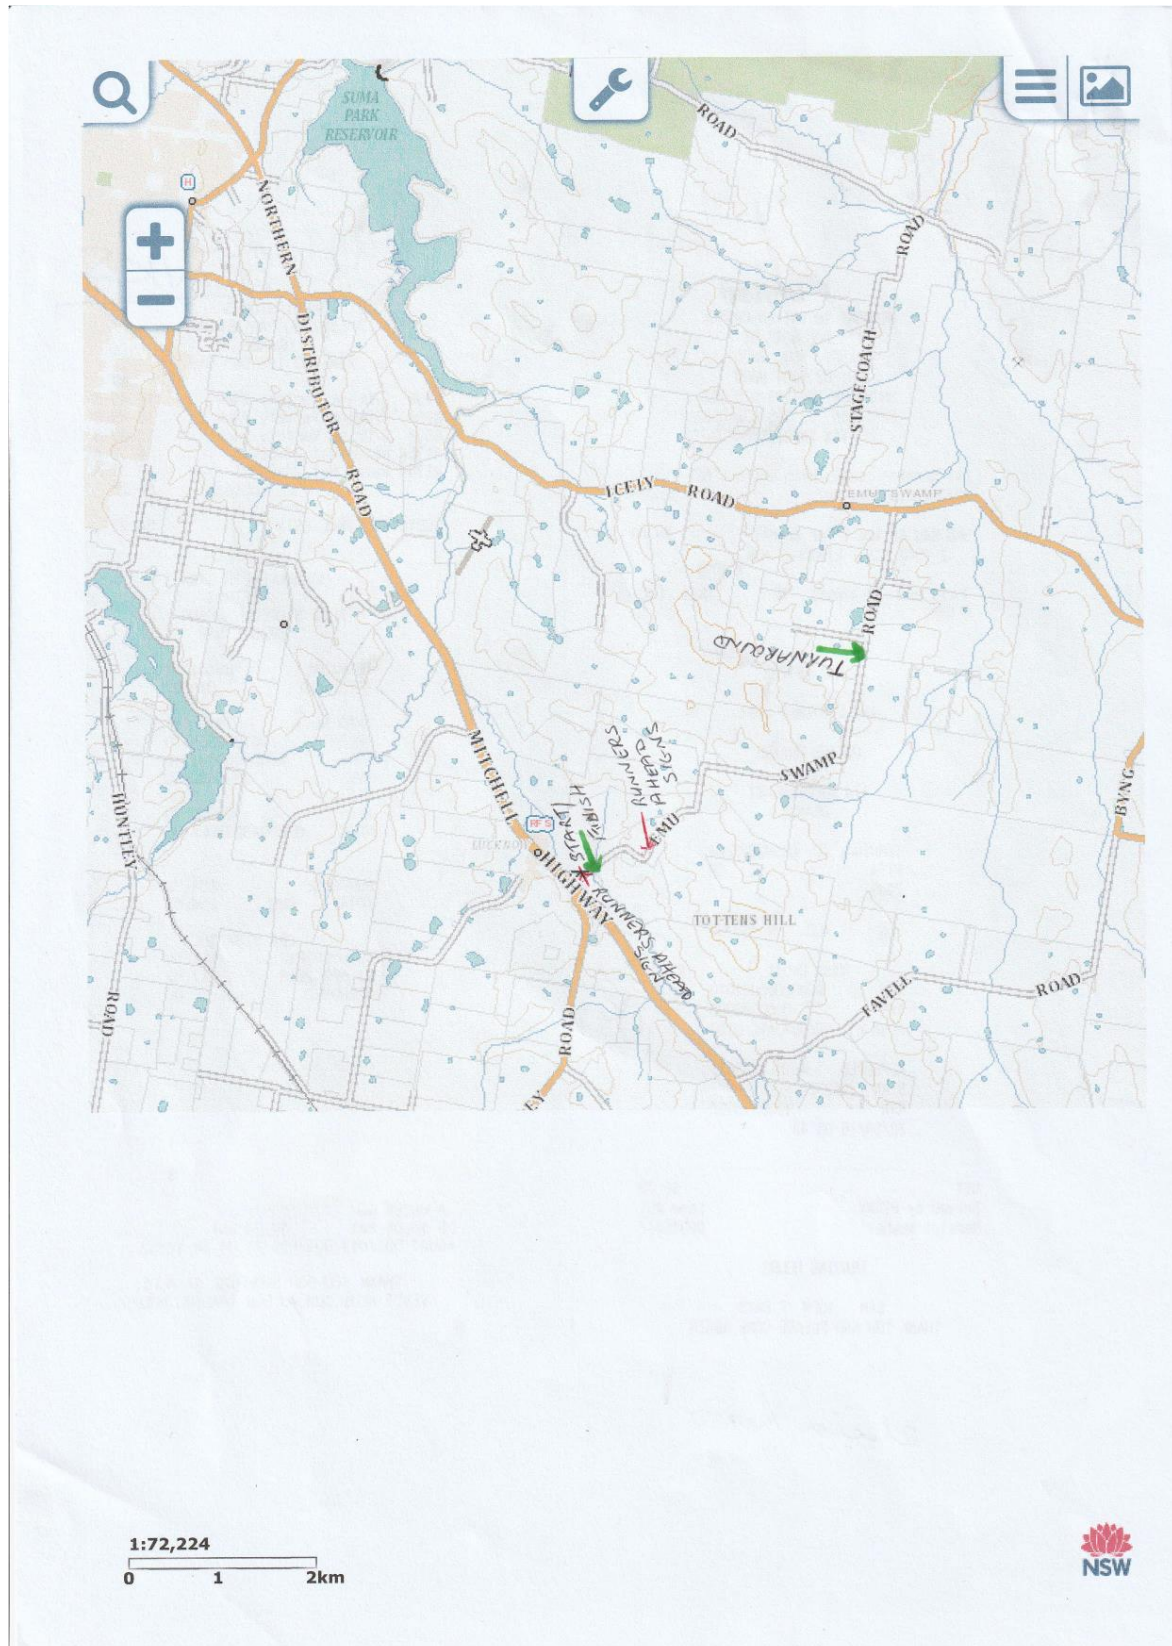 SUMA
PARK
RESERVOIR
ROAD
H
NORTHERN
DISTRIBUTOR
ROAD
ROAD
STAGECOACH
ICELY ROAD
EMU SWAMP
ROAD
TURNAROUND
SWAMP
EMU
RUNNERS
AHEAD
SIGNS
START/
FINISH
MITCHELL
RFS
LUCKNOW
HIGHWAY
RUNNERS AHEAD
SIGN
TOTTENS HILL
HUNTLEY
ROAD
ROAD
EY
FAVELL
ROAD
BYNG
1:72,224
0 1 2km
NSW